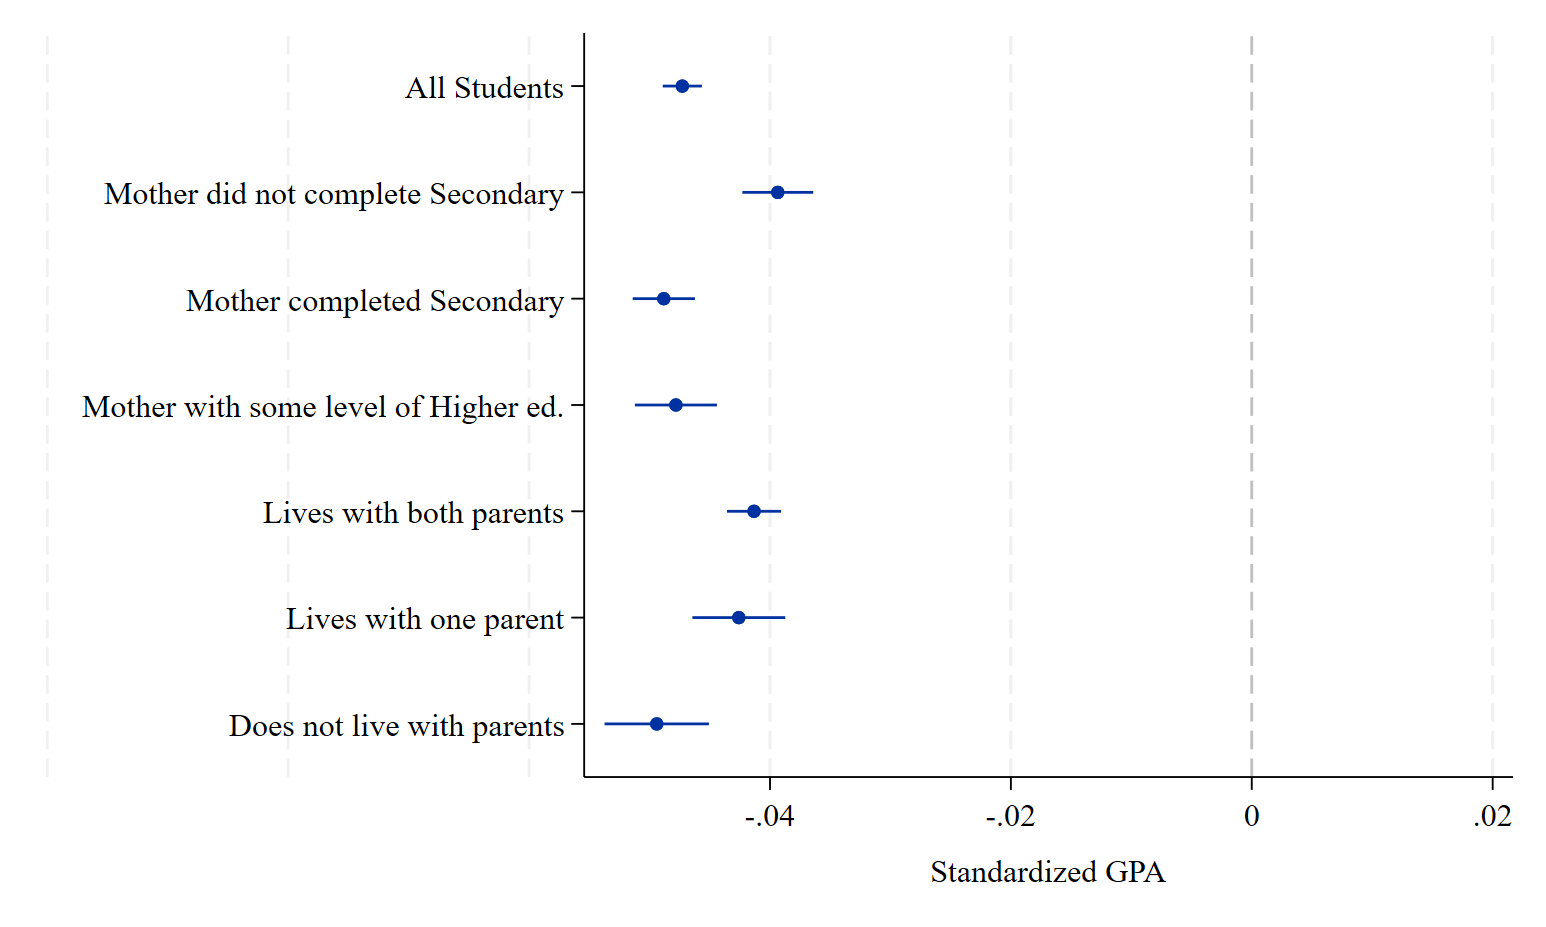 All Students
Mother did not complete Secondary
Mother completed Secondary
Mother with some level of Higher ed.
Lives with both parents
Lives with one parent
Does not live with parents
-.04 -.02 0 .02
Standardized GPA